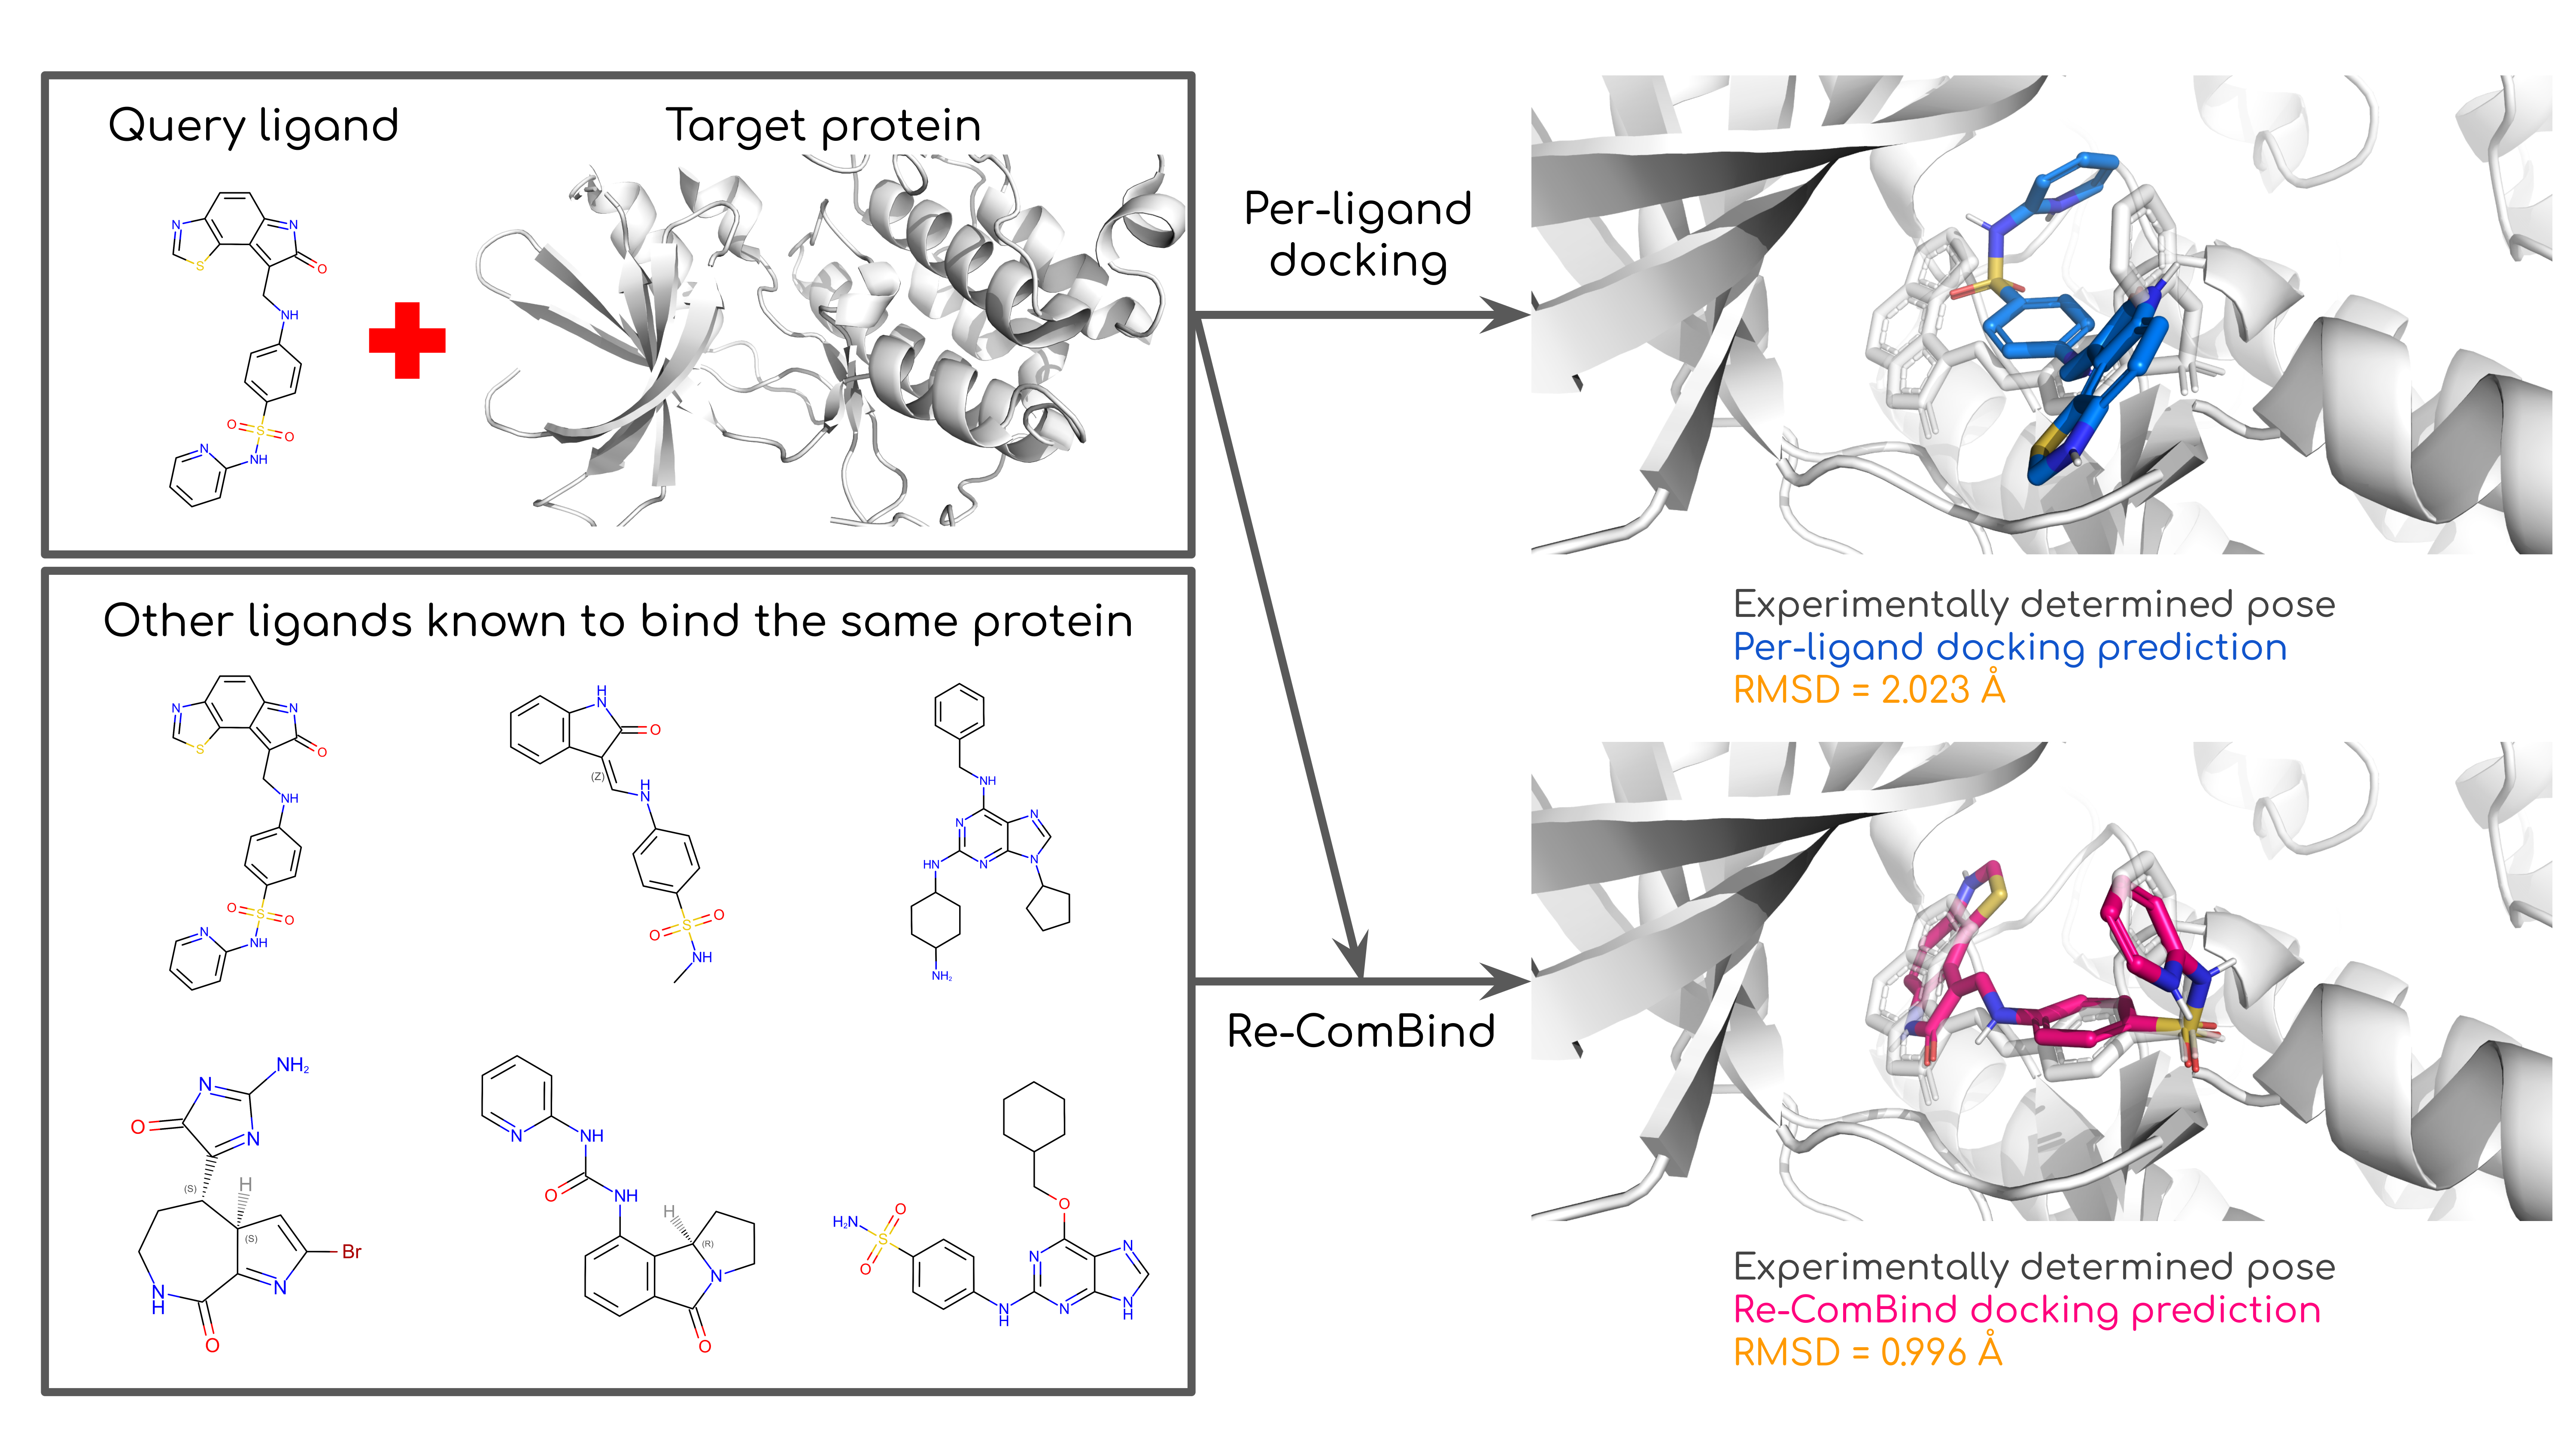 Query ligand
Target protein
N
N
S
O
NH
O
S
O
N
NH
Per-ligand
docking
Experimentally determined pose
Per-ligand docking prediction
RMSD = 2.023 Å
Other ligands known to bind the same protein
N
N
S
O
NH
O
S
O
N
NH
H
N
O
(Z)
H
N
O
S
O
NH
NH
N
N
HN
N
N
NH₂
NH₂
N
O
N
(S)
H
(S)
Br
N
N
H
O
N
NH
O
NH
H
(R)
N
O
O
H₂N
O
S
O
N
N
N
H
N
N
H
Re-ComBind
Experimentally determined pose
Re-ComBind docking prediction
RMSD = 0.996 Å